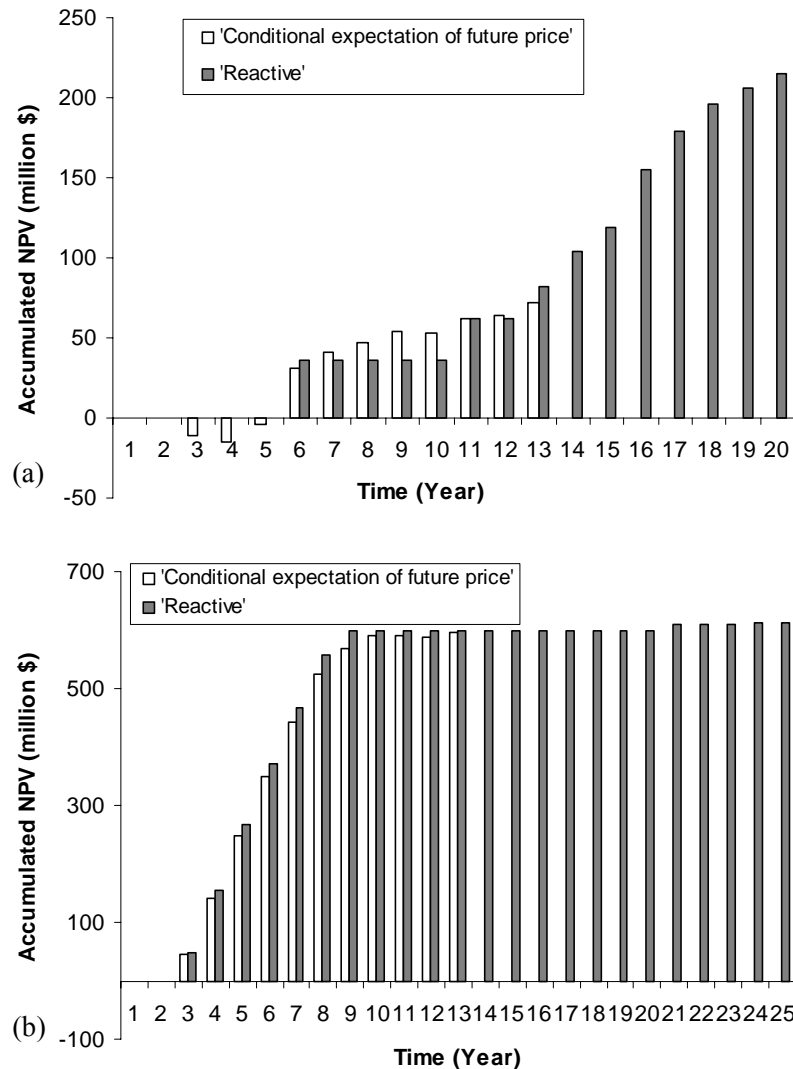 250
200
150
100
50
0
-50
Accumulated NPV (million $)
'Conditional expectation of future price'
'Reactive'
1 2 3 4 5 6 7 8 9 10 11 12 13 14 15 16 17 18 19 20
Time (Year)
(a)
700
500
300
100
-100
Accumulated NPV (million $)
'Conditional expectation of future price'
'Reactive'
1 2 3 4 5 6 7 8 9 10 11 12 13 14 15 16 17 18 19 20 21 22 23 24 25
Time (Year)
(b)